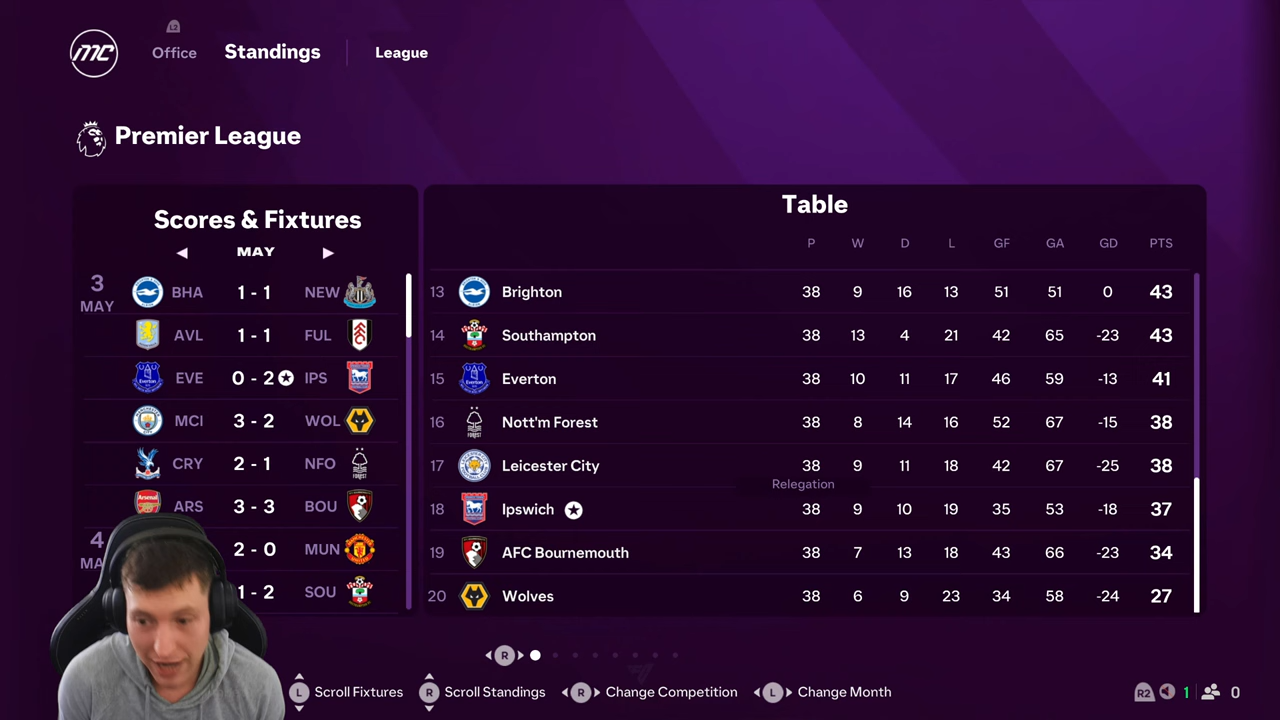 L2
MC Office Standings League
Premier League
Scores & Fixtures
MAY
3 MAY
BHA 1 - 1 NEW
AVL 1 - 1 FUL
EVE 0 - 2 IPS
MCI 3 - 2 WOL
CRY 2 - 1 NFO
ARS 3 - 3 BOU
4
2 - 0 MUN
1 - 2 SOU
Table
P W D L GF GA GD PTS
13 Brighton 38 9 16 13 51 51 0 43
14 Southampton 38 13 4 21 42 65 -23 43
15 Everton 38 10 11 17 46 59 -13 41
16 Nott'm Forest 38 8 14 16 52 67 -15 38
17 Leicester City 38 9 11 18 42 67 -25 38
Relegation
18 Ipswich 38 9 10 19 35 53 -18 37
19 AFC Bournemouth 38 7 13 18 43 66 -23 34
20 Wolves 38 6 9 23 34 58 -24 27
R
L Scroll Fixtures R Scroll Standings R Change Competition L Change Month
R2 1 0